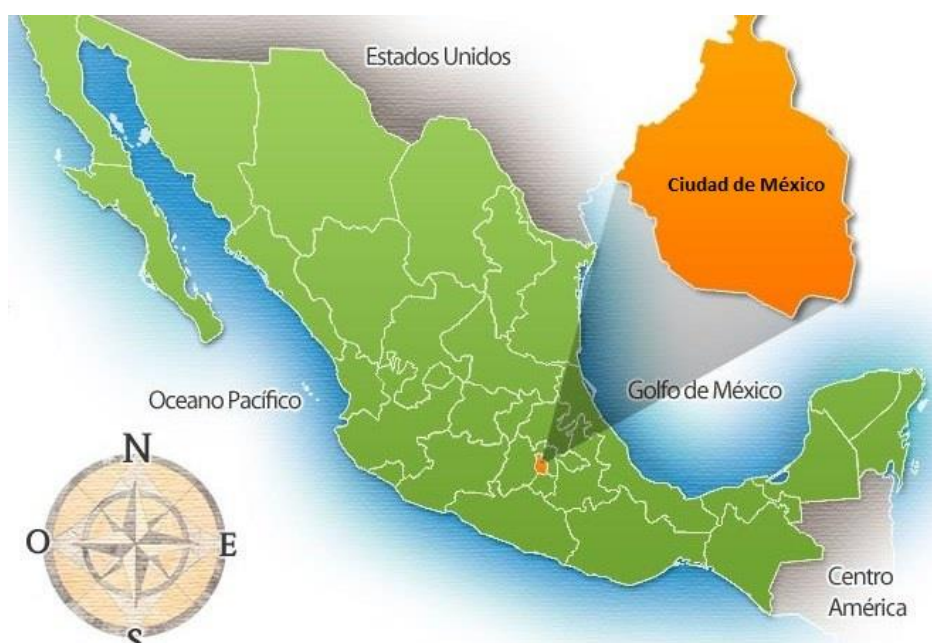 Estados Unidos
Ciudad de México
Oceano Pacífico
Golfo de México
N
O
E
S
Centro
América